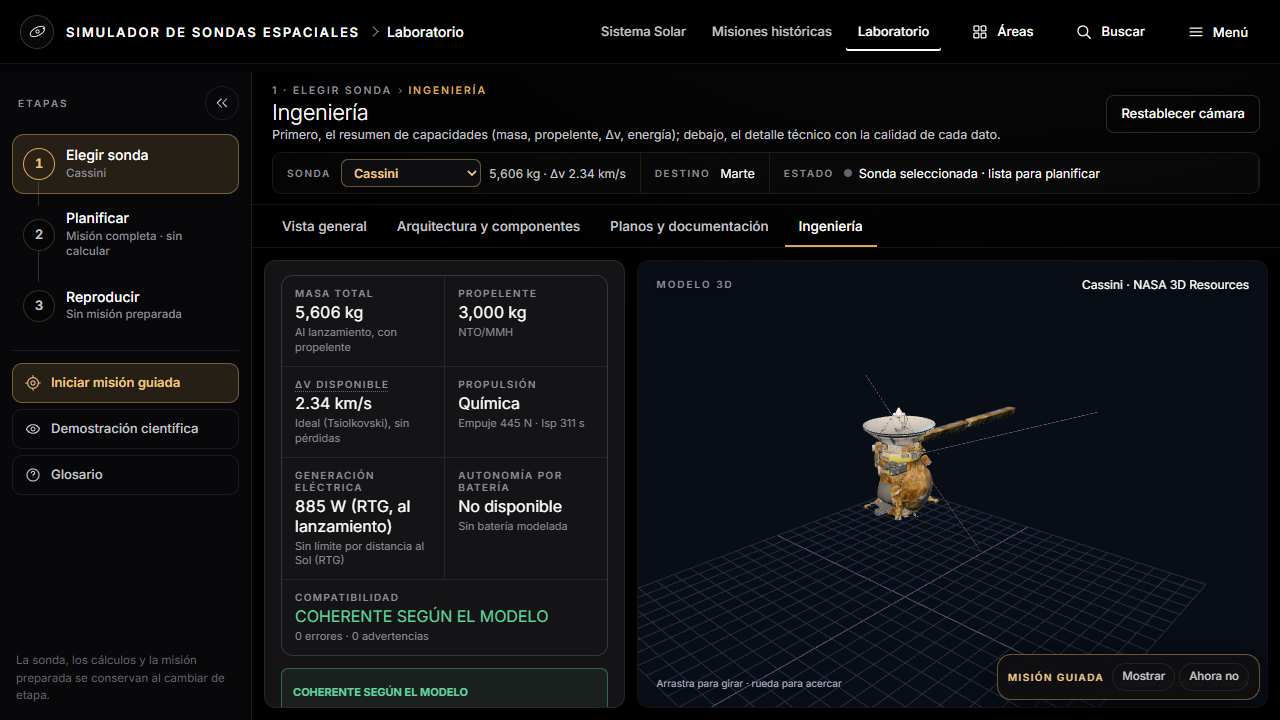 SIMULADOR DE SONDAS ESPACIALES > Laboratorio
Sistema Solar
Misiones históricas
Laboratorio
Áreas
Buscar
Menú
ETAPAS
1
Elegir sonda
Cassini
2
Planificar
Misión completa · sin
calcular
3
Reproducir
Sin misión preparada
Iniciar misión guiada
Demostración científica
Glosario
La sonda, los cálculos y la misión
preparada se conservan al cambiar de
etapa.
1 · ELEGIR SONDA › INGENIERÍA
Ingeniería
Primero, el resumen de capacidades (masa, propelente, Δv, energía); debajo, el detalle técnico con la calidad de cada dato.
Restablecer cámara
SONDA
Cassini
5,606 kg · Δv 2.34 km/s
DESTINO
Marte
ESTADO
Sonda seleccionada · lista para planificar
Vista general
Arquitectura y componentes
Planos y documentación
Ingeniería
MASA TOTAL
5,606 kg
Al lanzamiento, con
propelente
PROPELENTE
3,000 kg
NTO/MMH
ΔV DISPONIBLE
2.34 km/s
Ideal (Tsiolkovski), sin
pérdidas
PROPULSIÓN
Química
Empuje 445 N · Isp 311 s
GENERACIÓN
ELÉCTRICA
885 W (RTG, al
lanzamiento)
Sin límite por distancia al
Sol (RTG)
AUTONOMÍA POR
BATERÍA
No disponible
Sin batería modelada
COMPATIBILIDAD
COHERENTE SEGÚN EL MODELO
0 errores · 0 advertencias
COHERENTE SEGÚN EL MODELO
MODELO 3D
Cassini · NASA 3D Resources
Arrastra para girar · rueda para acercar
MISIÓN GUIADA
Mostrar
Ahora no